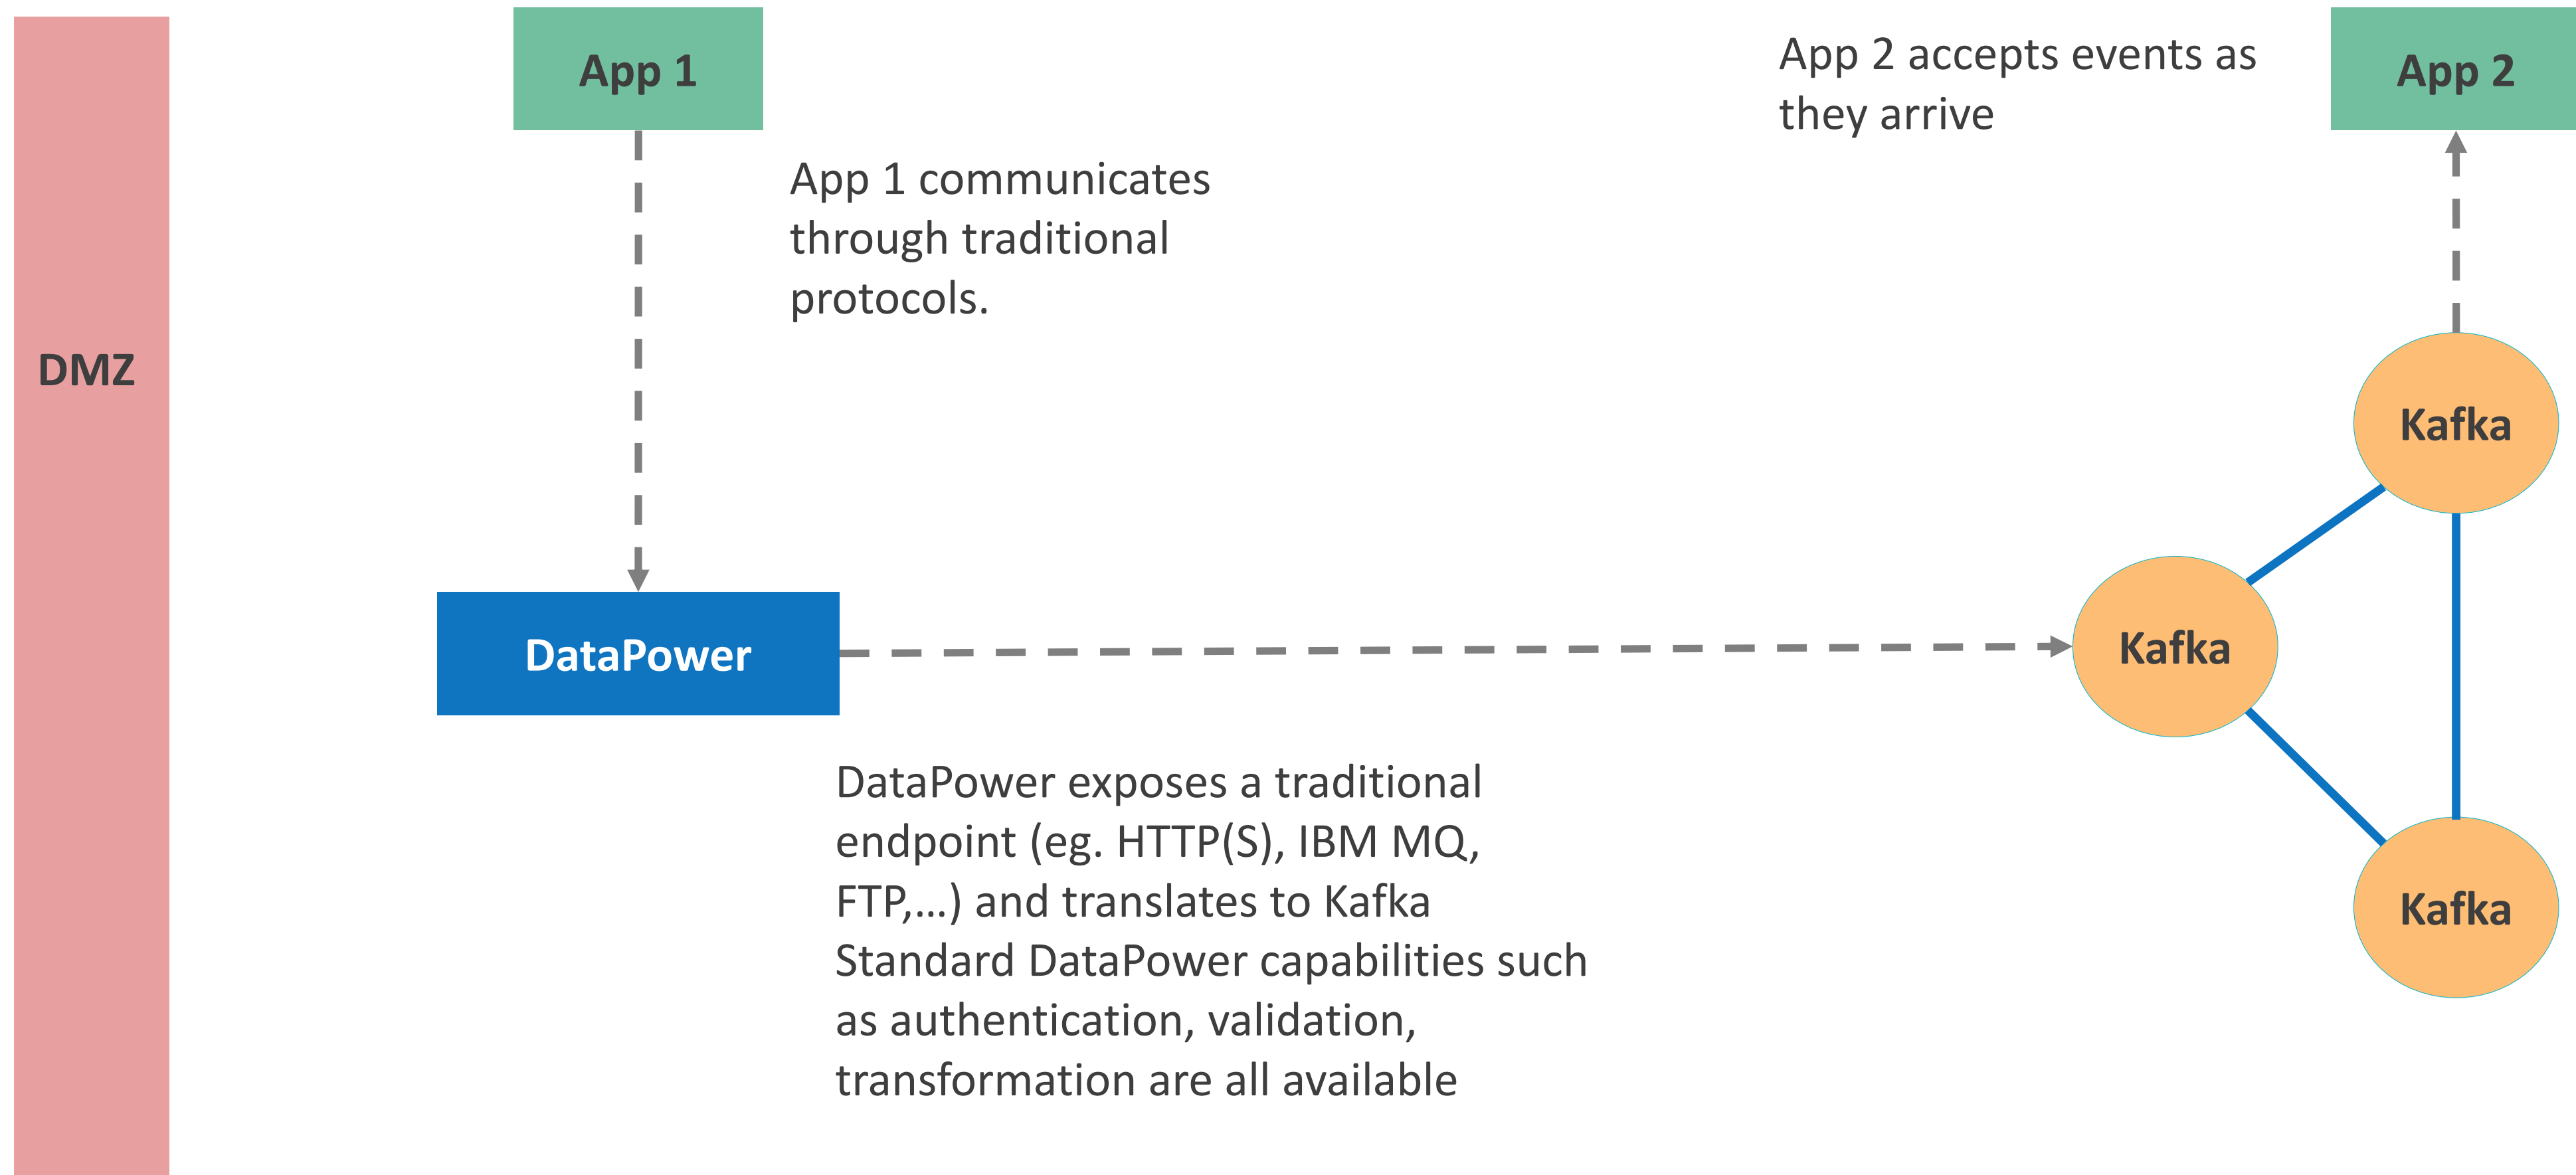 DMZ
App 1
App 1 communicates
through traditional
protocols.
DataPower
DataPower exposes a traditional
endpoint (eg. HTTP(S), IBM MQ,
FTP,...) and translates to Kafka
Standard DataPower capabilities such
as authentication, validation,
transformation are all available
App 2 accepts events as
they arrive
App 2
Kafka
Kafka
Kafka